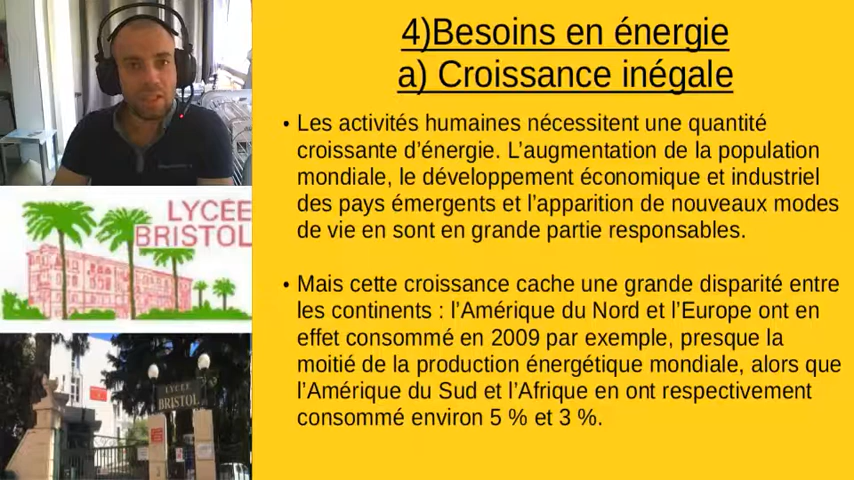 4)Besoins en énergie
a) Croissance inégale
• Les activités humaines nécessitent une quantité
croissante d'énergie. L'augmentation de la population
mondiale, le développement économique et industriel
des pays émergents et l'apparition de nouveaux modes
de vie en sont en grande partie responsables.
• Mais cette croissance cache une grande disparité entre
les continents : l'Amérique du Nord et l'Europe ont en
effet consommé en 2009 par exemple, presque la
moitié de la production énergétique mondiale, alors que
l'Amérique du Sud et l'Afrique en ont respectivement
consommé environ 5 % et 3 %.
LYCÉE
BRISTOL
LYCÉE
BRISTOL